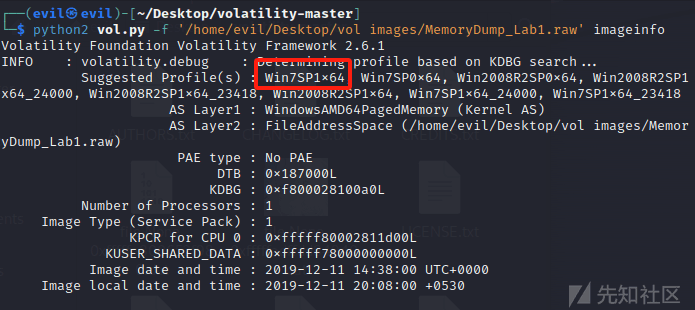 ┌──(evil㉿evil)-[~/Desktop/volatility-master]
└─$ python2 vol.py -f '/home/evil/Desktop/vol images/MemoryDump_Lab1.raw' imageinfo
Volatility Foundation Volatility Framework 2.6.1
INFO    : volatility.debug    : Determining profile based on KDBG search...
Suggested Profile(s) : Win7SP1×64, Win7SP0×64, Win2008R2SP0×64, Win2008R2SP1
x64_24000, Win2008R2SP1×64_23418, Win2008R2SP1×64, Win7SP1×64_24000, Win7SP1×64_23418
AS Layer1 : WindowsAMD64PagedMemory (Kernel AS)
AS Layer2 : FileAddressSpace (/home/evil/Desktop/vol images/Memor
yDump_Lab1.raw)
PAE type : No PAE
DTB : 0×187000L
KDBG : 0×f800028100a0L
Number of Processors : 1
Image Type (Service Pack) : 1
KPCR for CPU 0 : 0×fffff80002811d00L
KUSER_SHARED_DATA : 0×fffff78000000000L
Image date and time : 2019-12-11 14:38:00 UTC+0000
Image local date and time : 2019-12-11 20:08:00 +0530
先知社区